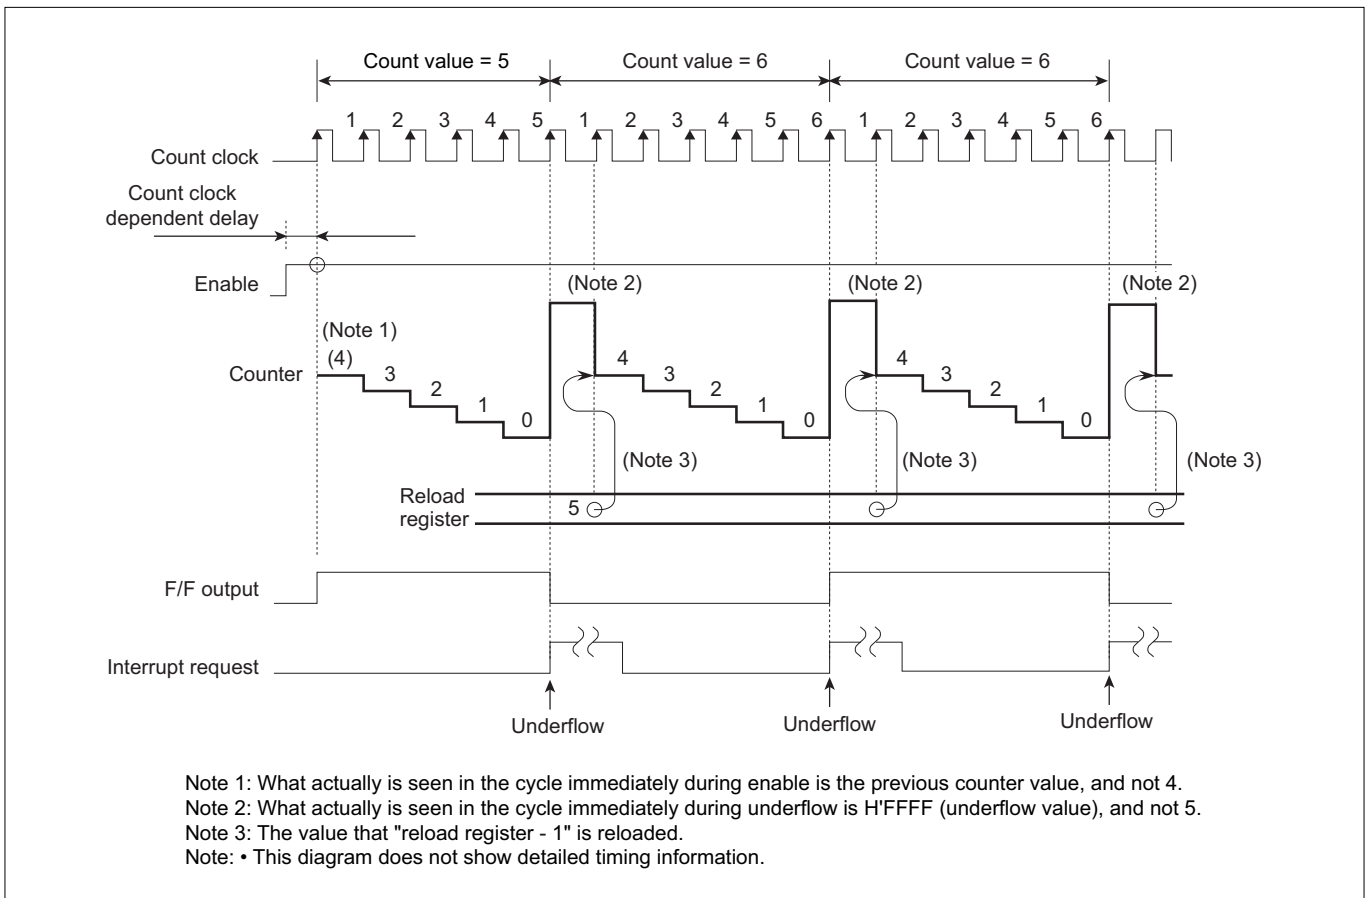 Count value = 5 Count value = 6 Count value = 6
1 2 3 4 5 1 2 3 4 5 6 1 2 3 4 5 6
Count clock
Count clock
dependent delay
Enable
(Note 2) (Note 2) (Note 2)
(Note 1)
Counter
(4) 3 2 1 0 4 3 2 1 0 4 3 2 1 0
(Note 3) (Note 3) (Note 3)
Reload
register
5
F/F output
Interrupt request
Underflow Underflow Underflow
Note 1: What actually is seen in the cycle immediately during enable is the previous counter value, and not 4.
Note 2: What actually is seen in the cycle immediately during underflow is H'FFFF (underflow value), and not 5.
Note 3: The value that "reload register - 1" is reloaded.
Note: • This diagram does not show detailed timing information.